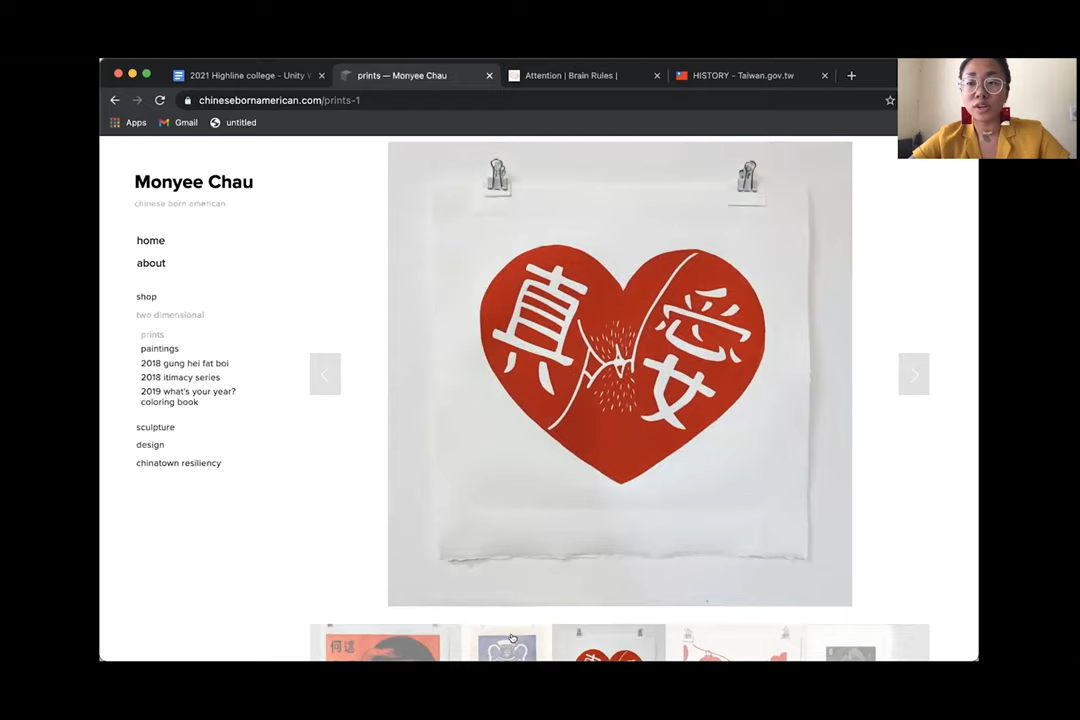 2021 Highline college - Unity W
prints — Monyee Chau
Attention | Brain Rules |
HISTORY - Taiwan.gov.tw
chinesebornamerican.com/prints-1
Apps
Gmail
untitled
Monyee Chau
chinese born american
home
about
shop
two dimensional
prints
paintings
2018 gung hei fat boi
2018 itimacy series
2019 what's your year?
coloring book
sculpture
design
chinatown resiliency
真
愛